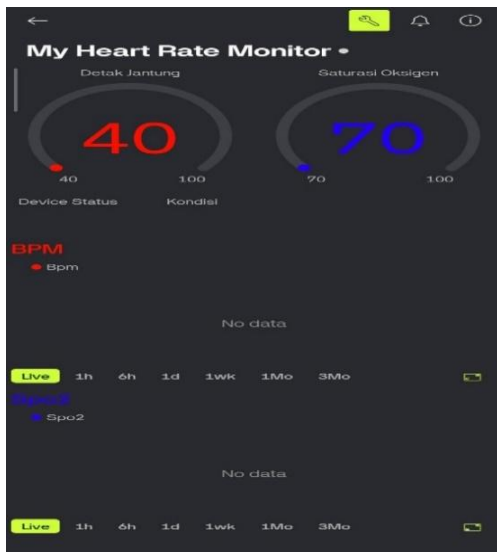 My Heart Rate Monitor
Detak Jantung Saturasi Oksigen
40 70
40 100 70 100
Device Status Kondisi
BPM
Bpm
No data
Live 1h 6h 1d 1wk 1Mo 3Mo
Spo2
Spo2
No data
Live 1h 6h 1d 1wk 1Mo 3Mo